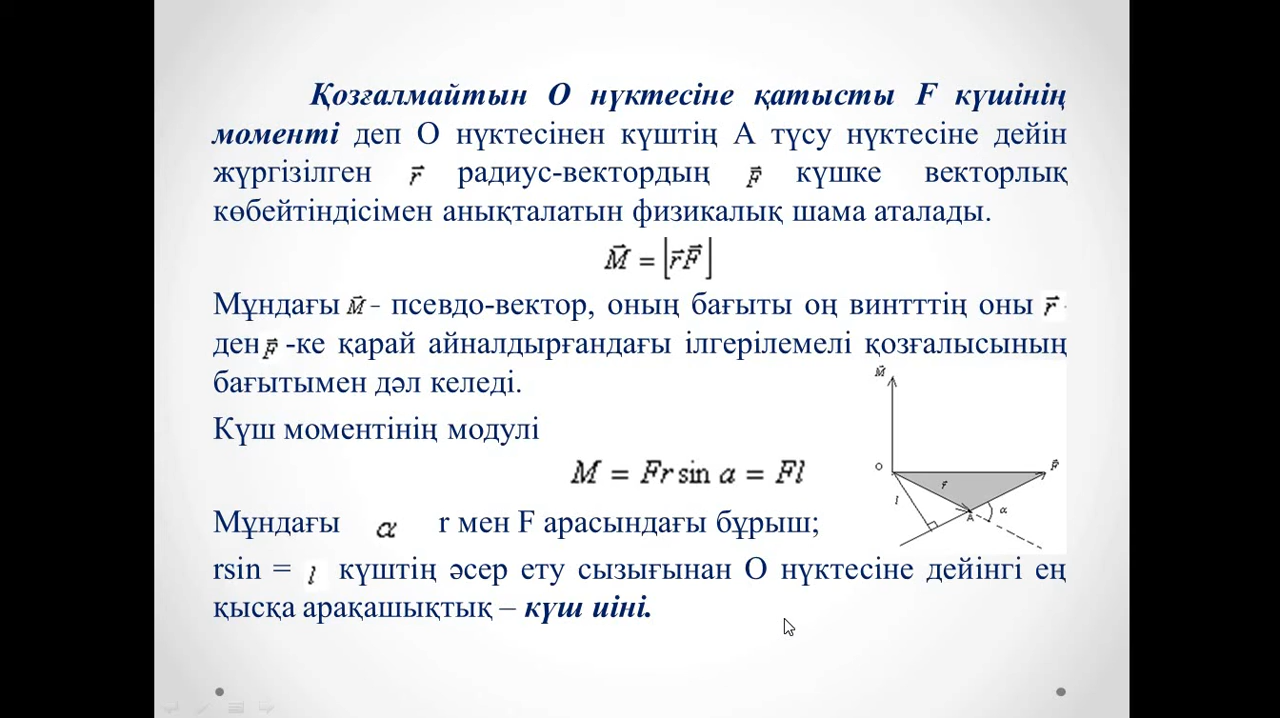 Қозғалмайтын О нүктесіне қатысты F күшінің
моменті деп О нүктесінен күштің А түсу нүктесіне дейін
жүргізілген r⃗ радиус-вектордың F⃗ күшке векторлық
көбейтіндісімен анықталатын физикалық шама аталады.
M⃗ = ⌊r⃗F⃗⌋
Мұндағы M⃗ – псевдо-вектор, оның бағыты оң винтттің оны r⃗ -
ден F⃗ -ке қарай айналдырғандағы ілгерілемелі қозғалысының
бағытымен дәл келеді.
Күш моментінің модулі
M = Fr sin α = Fl
Мұндағы α r мен F арасындағы бұрыш;
rsin = l күштің әсер ету сызығынан О нүктесіне дейінгі ең
қысқа арақашықтық – күш иіні.
M⃗
O
F⃗
r
l
A
α